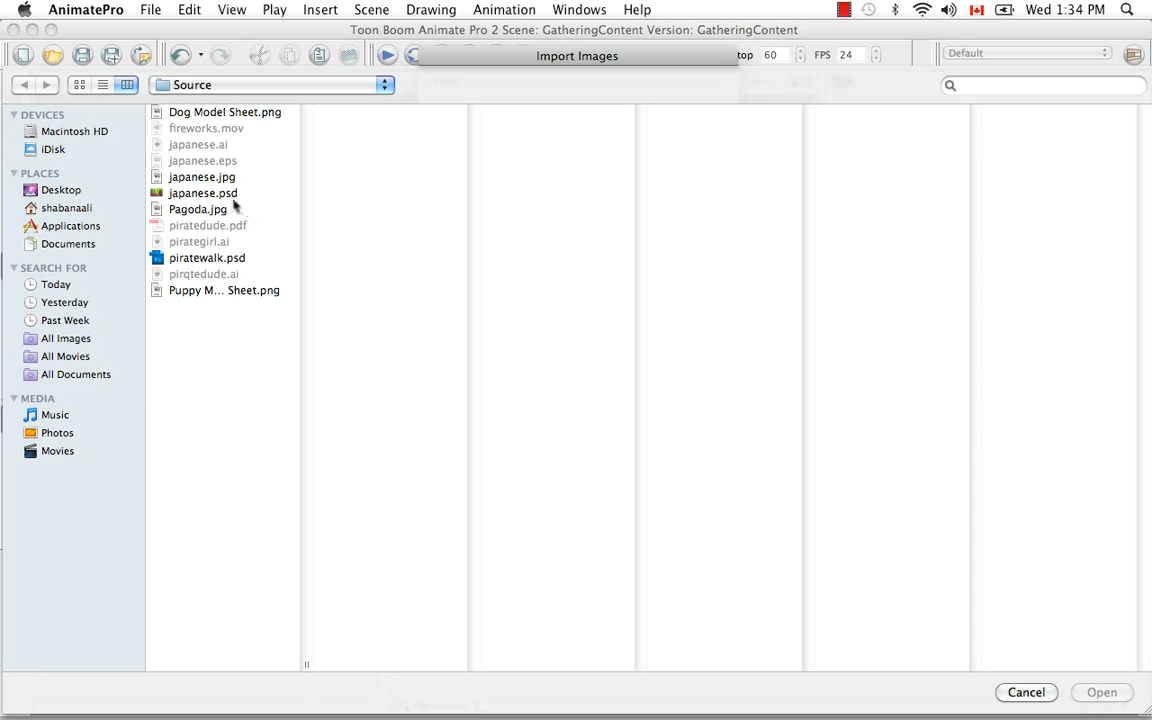 AnimatePro File Edit View Play Insert Scene Drawing Animation Windows Help Wed 1:34 PM
Toon Boom Animate Pro 2 Scene: GatheringContent Version: GatheringContent
Import Images
top 60 FPS 24 Default
Source
DEVICES
Macintosh HD
iDisk
PLACES
Desktop
shabanaali
Applications
Documents
SEARCH FOR
Today
Yesterday
Past Week
All Images
All Movies
All Documents
MEDIA
Music
Photos
Movies
Dog Model Sheet.png
fireworks.mov
japanese.ai
japanese.eps
japanese.jpg
japanese.psd
Pagoda.jpg
piratedude.pdf
pirategirl.ai
piratewalk.psd
pirqtedude.ai
Puppy M... Sheet.png
Cancel Open